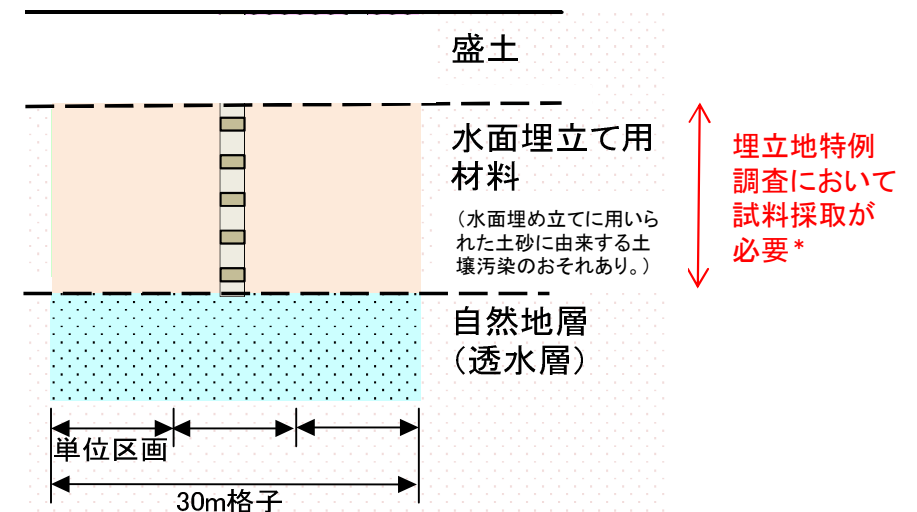 盛土
水面埋立て用
材料
（水面埋め立てに用いら
れた土砂に由来する土
壌汚染のおそれあり。）
埋立地特例
調査において
試料採取が
必要*
自然地層
（透水層）
単位区画
30m格子